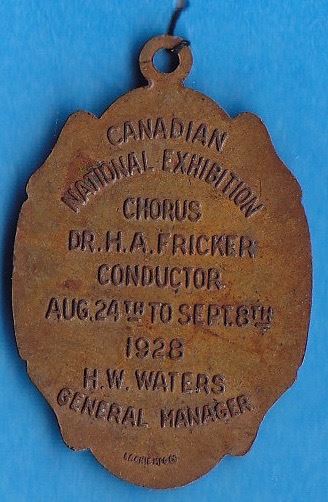 CANADIAN
NATIONAL EXHIBITION
CHORUS
DR. H. A. FRICKER
CONDUCTOR
AUG. 24TH TO SEPT. 8TH
1928
H. W. WATERS
GENERAL MANAGER